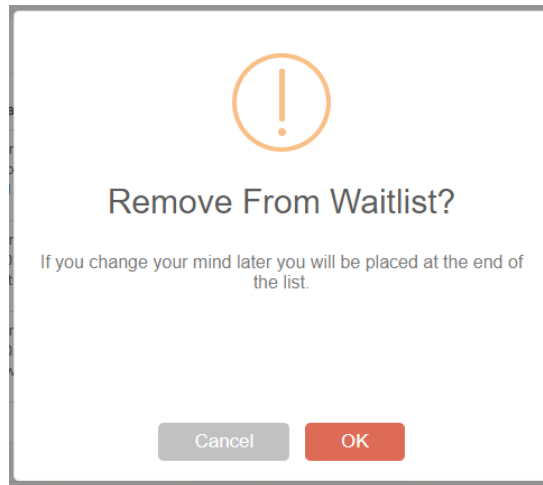 Remove From Waitlist?
If you change your mind later you will be placed at the end of
the list.
Cancel
OK